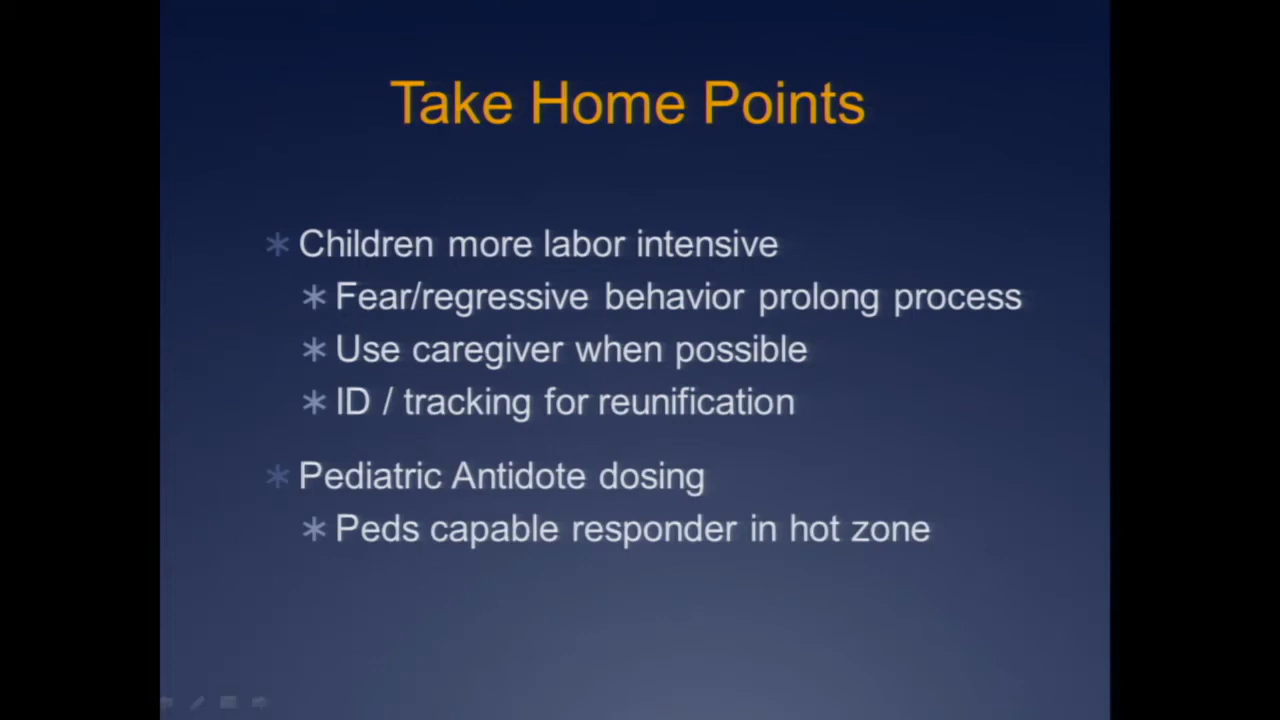 Take Home Points
Children more labor intensive
Fear/regressive behavior prolong process
Use caregiver when possible
ID / tracking for reunification
Pediatric Antidote dosing
Peds capable responder in hot zone